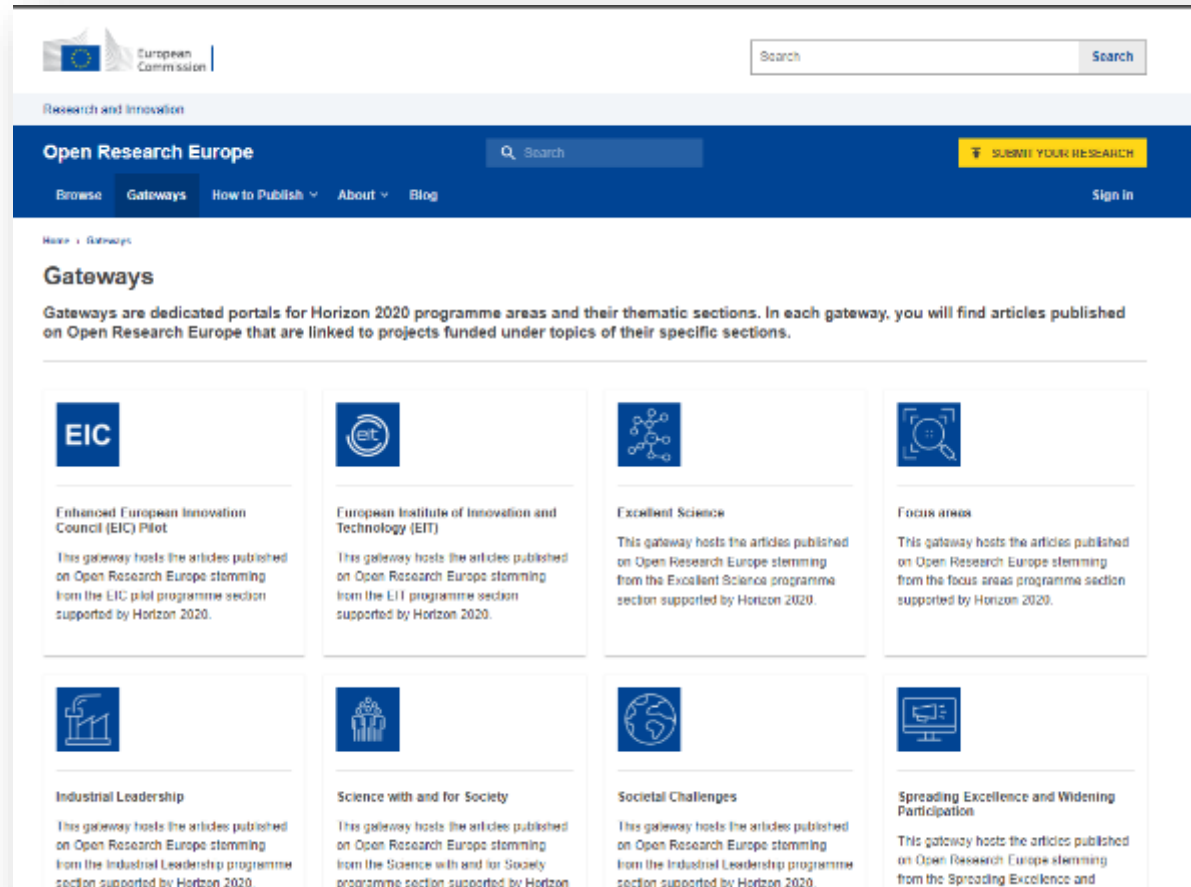 European
Commission
Search
Search
Research and Innovation
Open Research Europe
Search
SUBMIT YOUR RESEARCH
Browse
Gateways
How to Publish
About
Blog
Sign in
Home
Gateways
Gateways
Gateways are dedicated portals for Horizon 2020 programme areas and their thematic sections. In each gateway, you will find articles published
on Open Research Europe that are linked to projects funded under topics of their specific sections.
EIC
Enhanced European Innovation
Council (EIC) Pilot
This gateway hosts the articles published
on Open Research Europe stemming
from the EIC pilot programme section
supported by Horizon 2020.
eit
European Institute of Innovation and
Technology (EIT)
This gateway hosts the articles published
on Open Research Europe stemming
from the EIT programme section
supported by Horizon 2020.
Excellent Science
This gateway hosts the articles published
on Open Research Europe stemming
from the Excellent Science programme
section supported by Horizon 2020.
Focus areas
This gateway hosts the articles published
on Open Research Europe stemming
from the focus areas programme section
supported by Horizon 2020.
Industrial Leadership
This gateway hosts the articles published
on Open Research Europe stemming
from the Industrial Leadership programme
section supported by Horizon 2020.
Science with and for Society
This gateway hosts the articles published
on Open Research Europe stemming
from the Science with and for Society
programme section supported by Horizon
Societal Challenges
This gateway hosts the articles published
on Open Research Europe stemming
from the Industrial Leadership programme
section supported by Horizon 2020.
Spreading Excellence and Widening
Participation
This gateway hosts the articles published
on Open Research Europe stemming
from the Spreading Excellence and